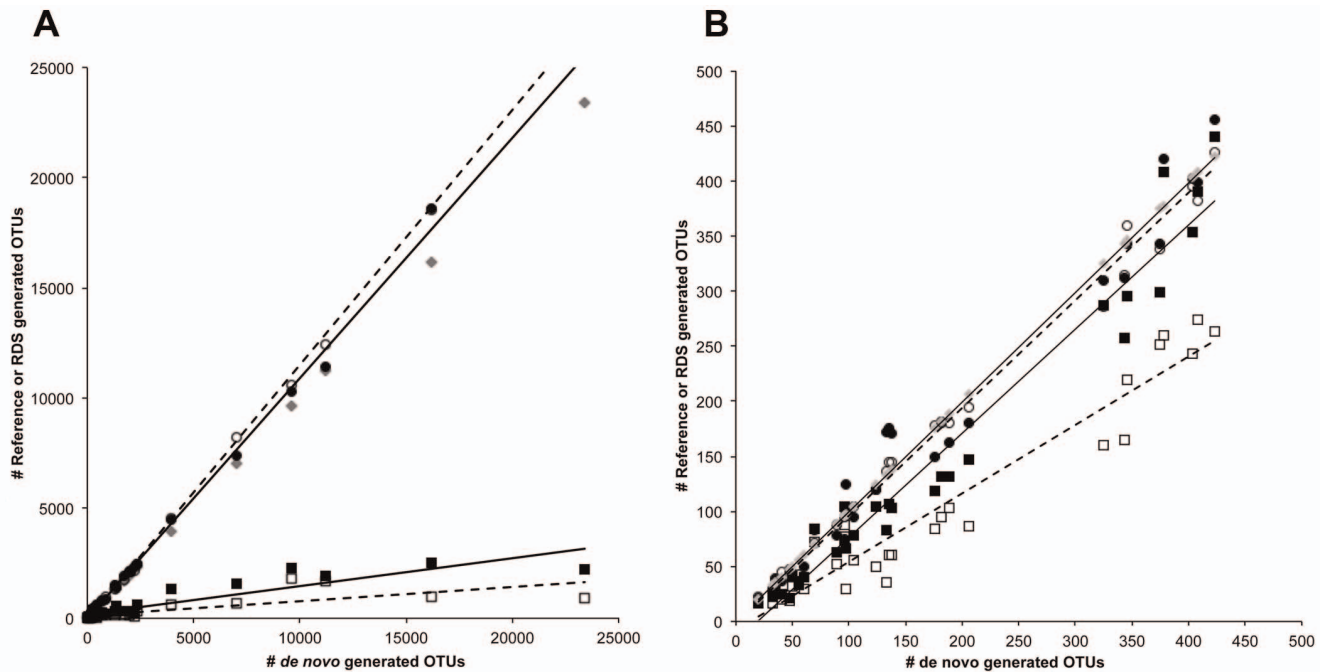 A
25000
20000
15000
10000
5000
0
0 5000 10000 15000 20000 25000
# Reference or RDS generated OTUs
# de novo generated OTUs
B
500
450
400
350
300
250
200
150
100
50
0
0 50 100 150 200 250 300 350 400 450 500
# Reference or RDS generated OTUs
# de novo generated OTUs